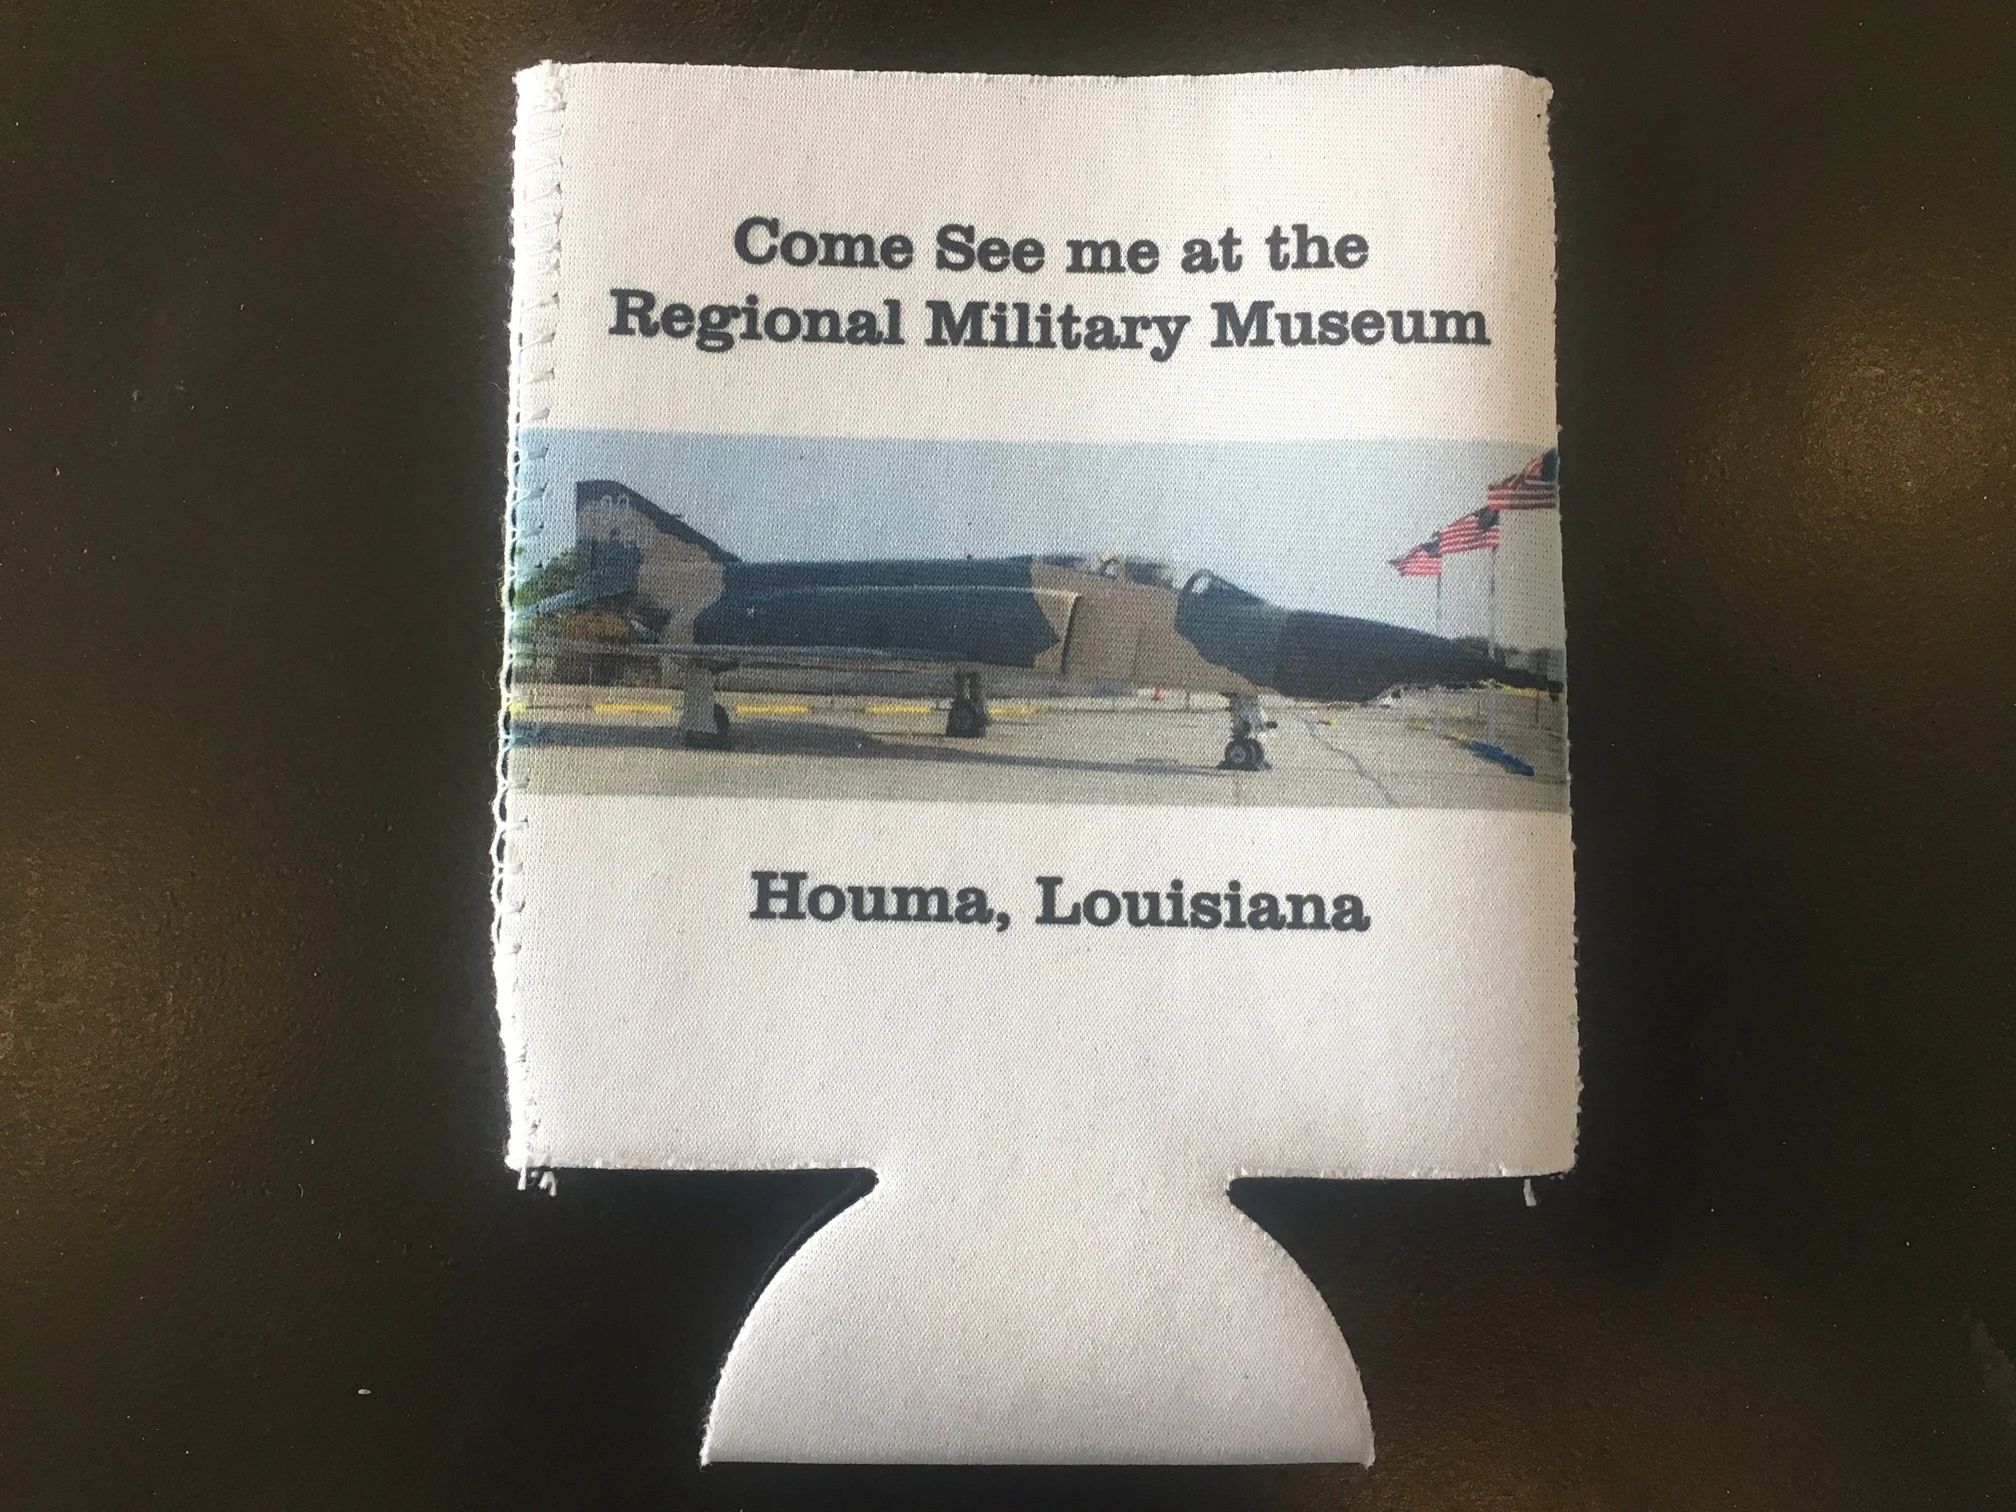 Come See me at the
Regional Military Museum
Houma, Louisiana